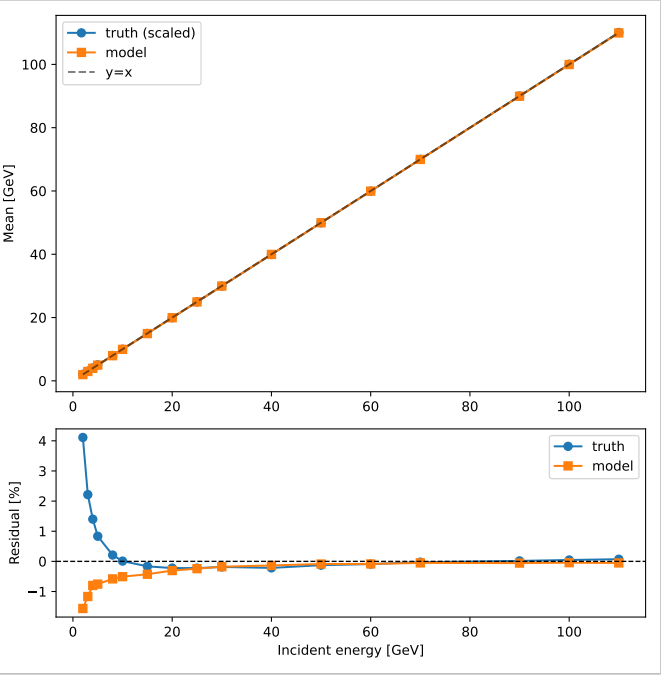 truth (scaled)
model
y=x
Mean [GeV]
100
80
60
40
20
0
0 20 40 60 80 100
truth
model
Residual [%]
4
3
2
1
0
−1
0 20 40 60 80 100
Incident energy [GeV]